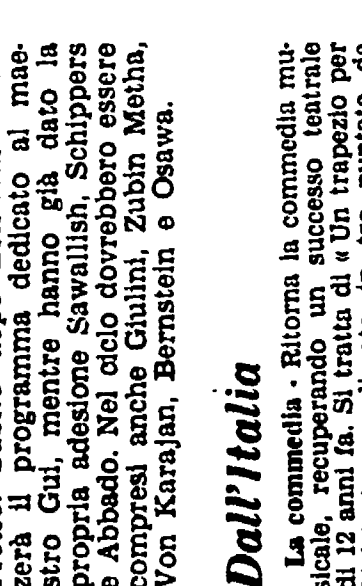 zerà il programma dedicato al mae-
stro Gui, mentre hanno già dato la
propria adesione Sawallish, Schippers
e Abbado. Nel ciclo dovrebbero essere
compresi anche Giulini, Zubin Metha,
Von Karajan, Bernstein e Osawa.
Dall'Italia
La commedia - Ritorna la commedia mu-
sicale, recuperando un successo teatrale
di 12 anni fa. Si tratta di « Un trapezio per